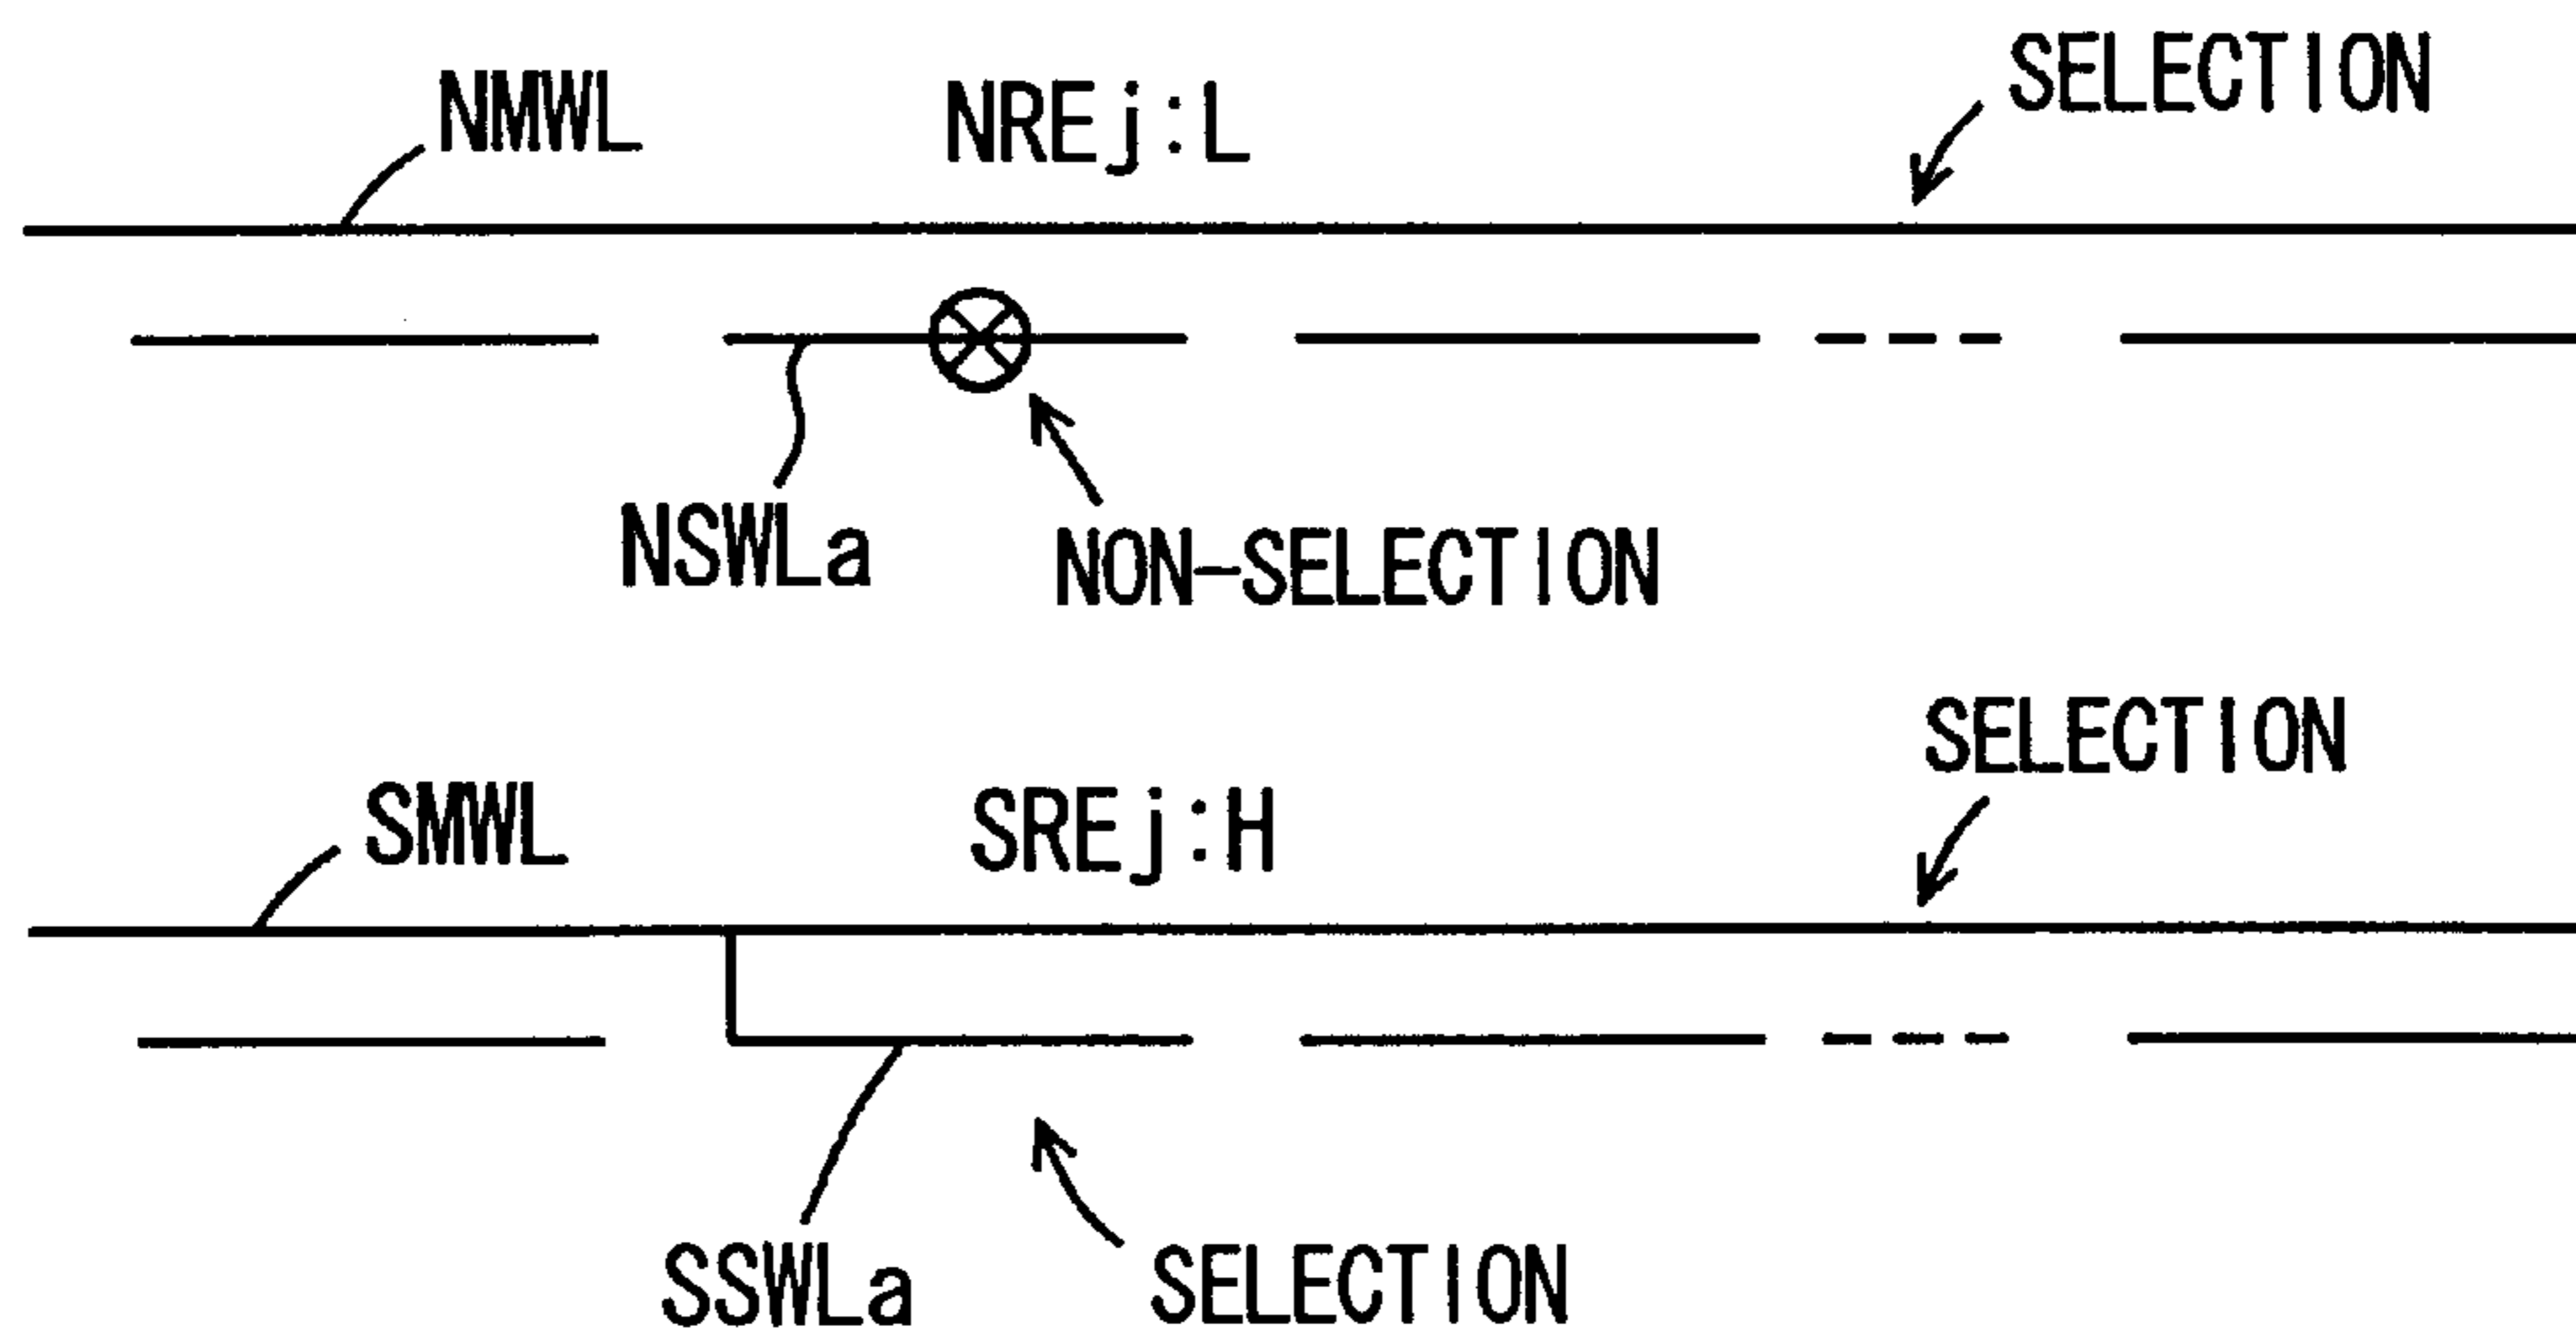 SELECTION
NMWL
NREj:L
NSWLa
NON-SELECTION
SELECTION
SMWL
SREj:H
SSWLa
SELECTION